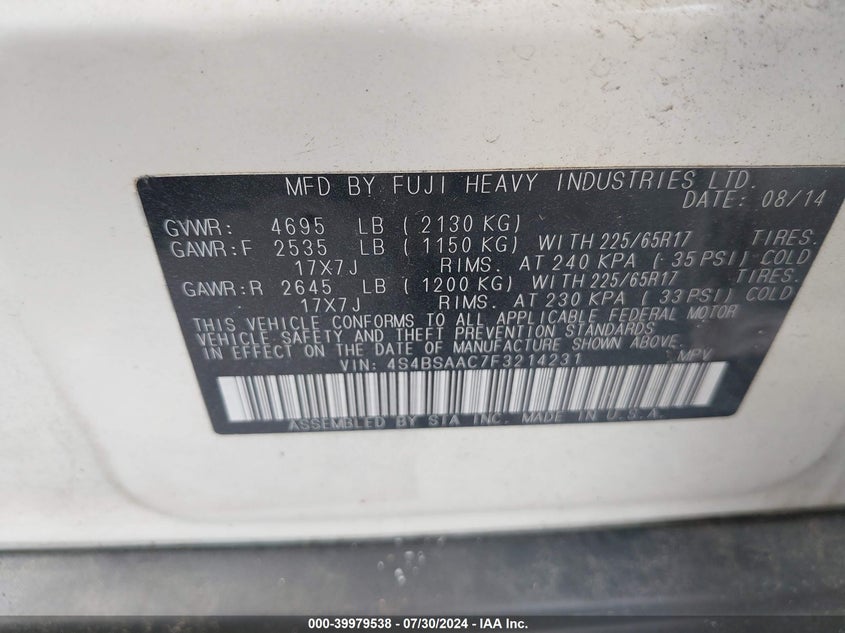 MFD BY FUJI HEAVY INDUSTRIES LTD.
DATE: 08/14
GVWR: 4695 LB ( 2130 KG)
GAWR:F 2535 LB ( 1150 KG) WITH 225/65R17 TIRES.
17X7J RIMS. AT 240 KPA ( 35 PSI) COLD
GAWR:R 2645 LB ( 1200 KG) WITH 225/65R17 TIRES.
17X7J RIMS. AT 230 KPA ( 33 PSI) COLD
THIS VEHICLE CONFORMS TO ALL APPLICABLE FEDERAL MOTOR
VEHICLE SAFETY AND THEFT PREVENTION STANDARDS
IN EFFECT ON THE DATE OF MANUFACTURE SHOWN ABOVE.
VIN: 4S4BSAAC7F3214231 MPV
ASSEMBLED BY SIA INC. MADE IN U.S.A.
000-39979538 - 07/30/2024 - IAA Inc.